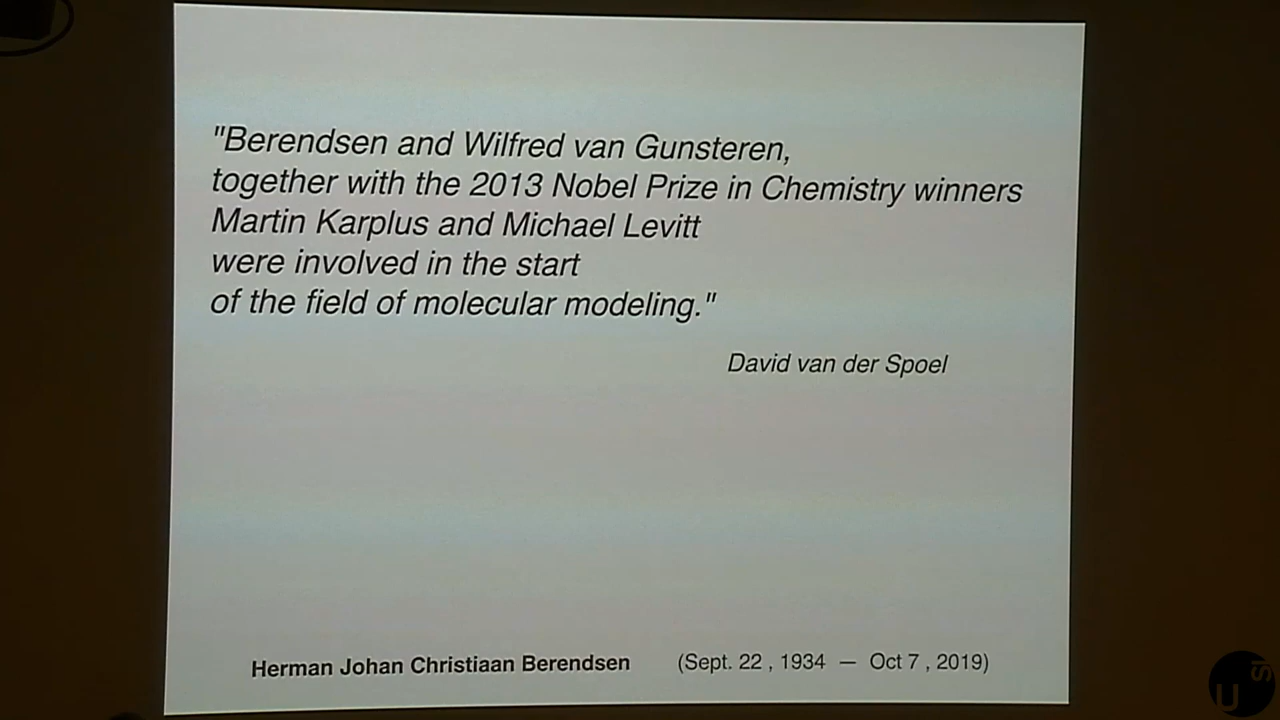 "Berendsen and Wilfred van Gunsteren,
together with the 2013 Nobel Prize in Chemistry winners
Martin Karplus and Michael Levitt
were involved in the start
of the field of molecular modeling."
David van der Spoel
Herman Johan Christiaan Berendsen (Sept. 22 , 1934 — Oct 7 , 2019)
U SI